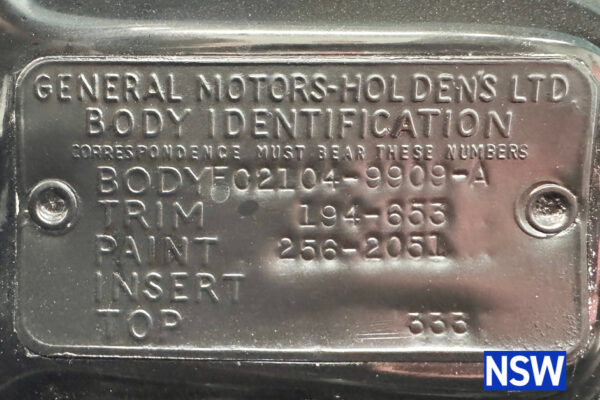 GENERAL MOTORS-HOLDEN'S LTD
BODY IDENTIFICATION
CORRESPONDENCE MUST BEAR THESE NUMBERS
BODY F02104-9909-A
TRIM 194-653
PAINT 256-2051
INSERT
TOP 333
NSW